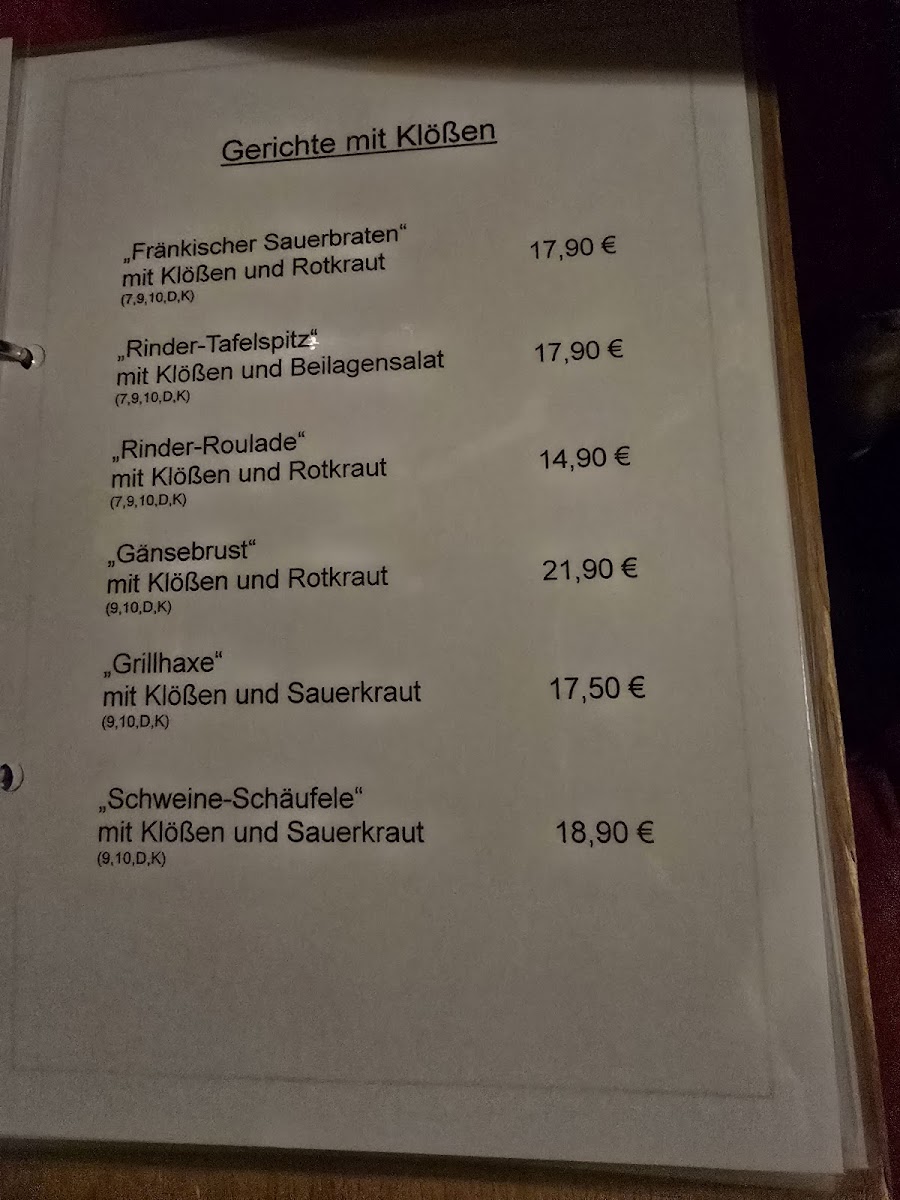 Gerichte mit Klößen
„Fränkischer Sauerbraten“
mit Klößen und Rotkraut
17,90 €
(7,9,10,D,K)
„Rinder-Tafelspitz“
mit Klößen und Beilagensalat
17,90 €
(7,9,10,D,K)
„Rinder-Roulade“
mit Klößen und Rotkraut
14,90 €
(7,9,10,D,K)
„Gänsebrust“
mit Klößen und Rotkraut
21,90 €
(9,10,D,K)
„Grillhaxe“
mit Klößen und Sauerkraut
17,50 €
(9,10,D,K)
„Schweine-Schäufele“
mit Klößen und Sauerkraut
18,90 €
(9,10,D,K)